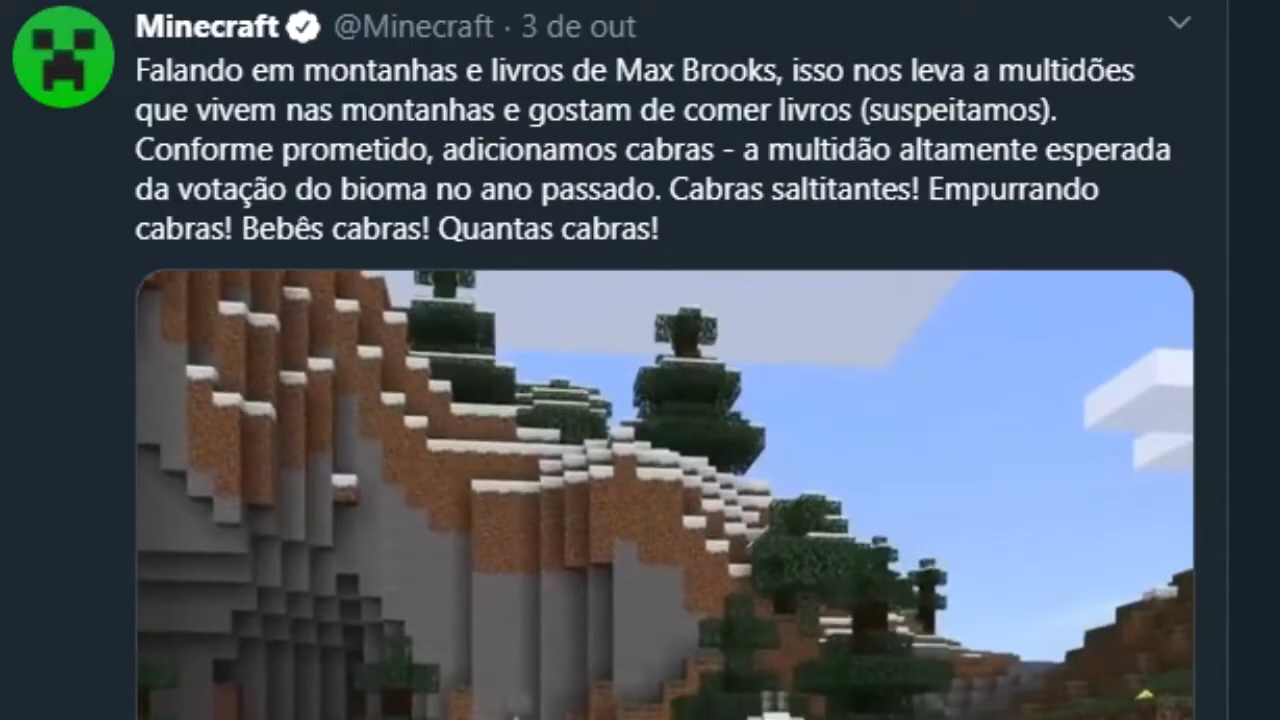 Minecraft @Minecraft · 3 de out
Falando em montanhas e livros de Max Brooks, isso nos leva a multidões
que vivem nas montanhas e gostam de comer livros (suspeitamos).
Conforme prometido, adicionamos cabras - a multidão altamente esperada
da votação do bioma no ano passado. Cabras saltitantes! Empurrando
cabras! Bebês cabras! Quantas cabras!